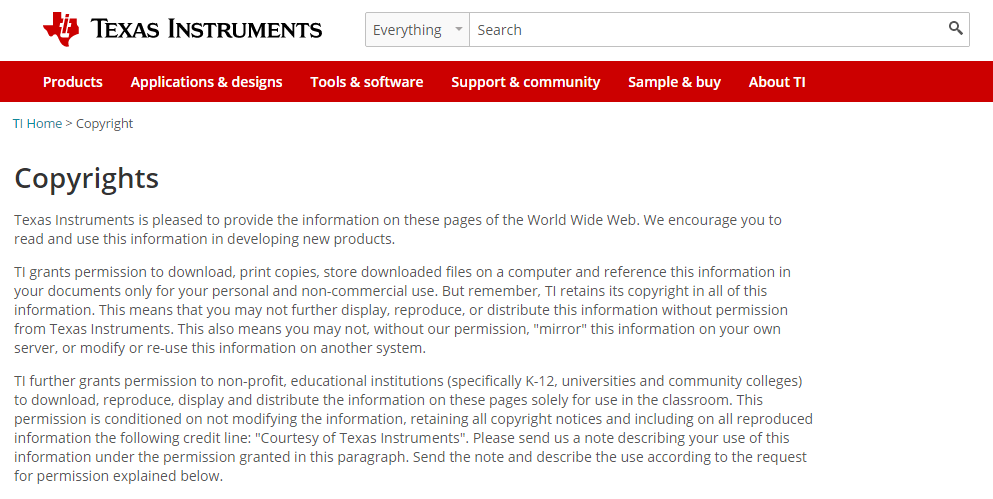 TEXAS INSTRUMENTS
Everything Search
Products Applications & designs Tools & software Support & community Sample & buy About TI
TI Home > Copyright
Copyrights
Texas Instruments is pleased to provide the information on these pages of the World Wide Web. We encourage you to
read and use this information in developing new products.
TI grants permission to download, print copies, store downloaded files on a computer and reference this information in
your documents only for your personal and non-commercial use. But remember, TI retains its copyright in all of this
information. This means that you may not further display, reproduce, or distribute this information without permission
from Texas Instruments. This also means you may not, without our permission, "mirror" this information on your own
server, or modify or re-use this information on another system.
TI further grants permission to non-profit, educational institutions (specifically K-12, universities and community colleges)
to download, reproduce, display and distribute the information on these pages solely for use in the classroom. This
permission is conditioned on not modifying the information, retaining all copyright notices and including on all reproduced
information the following credit line: "Courtesy of Texas Instruments". Please send us a note describing your use of this
information under the permission granted in this paragraph. Send the note and describe the use according to the request
for permission explained below.